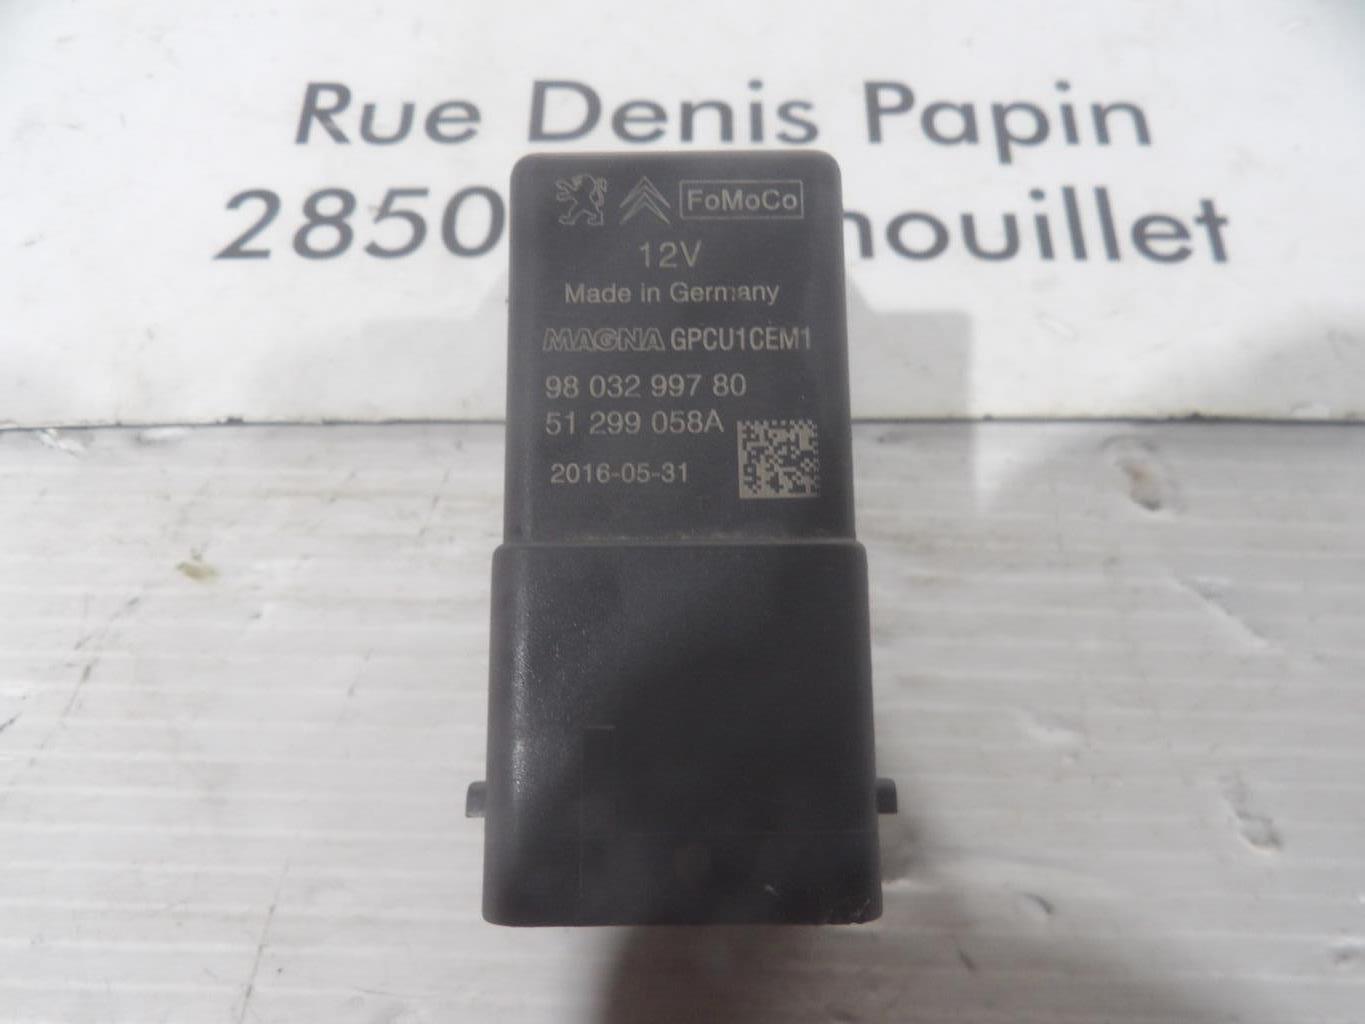 Rue Denis Papin
2850 nouillet
FoMoCo
12V
Made in Germany
MAGNA GPCU1CEM1
98 032 997 80
51 299 058A
2016-05-31